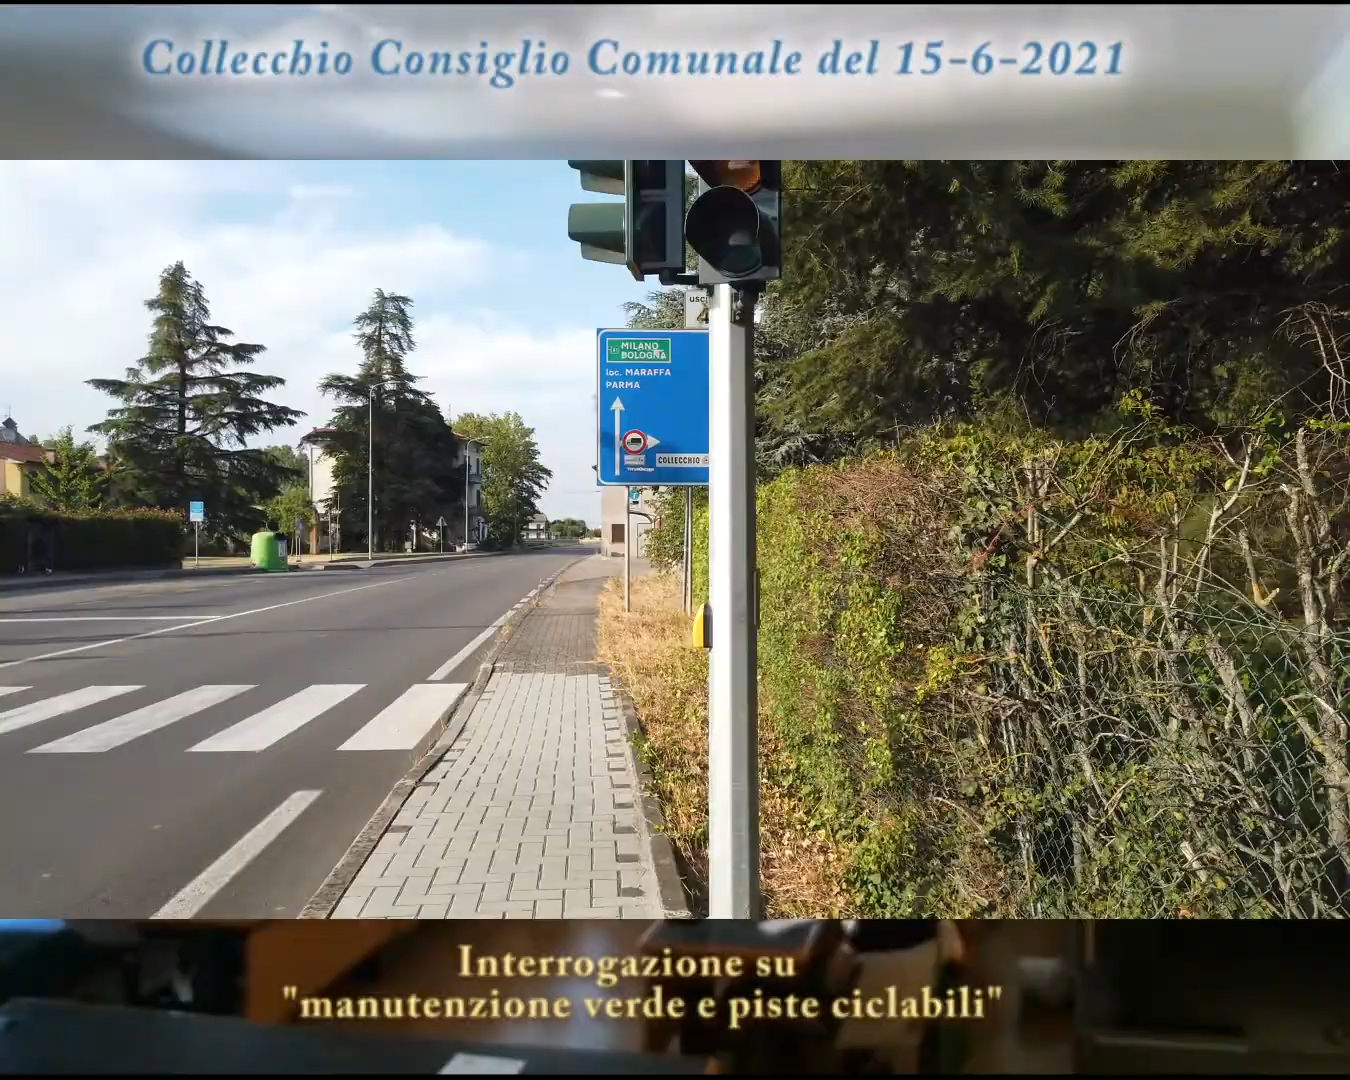 Collecchio Consiglio Comunale del 15-6-2021
MILANO
BOLOGNA
loc. MARAFFA
PARMA
COLLECCHIO
Interrogazione su
"manutenzione verde e piste ciclabili"